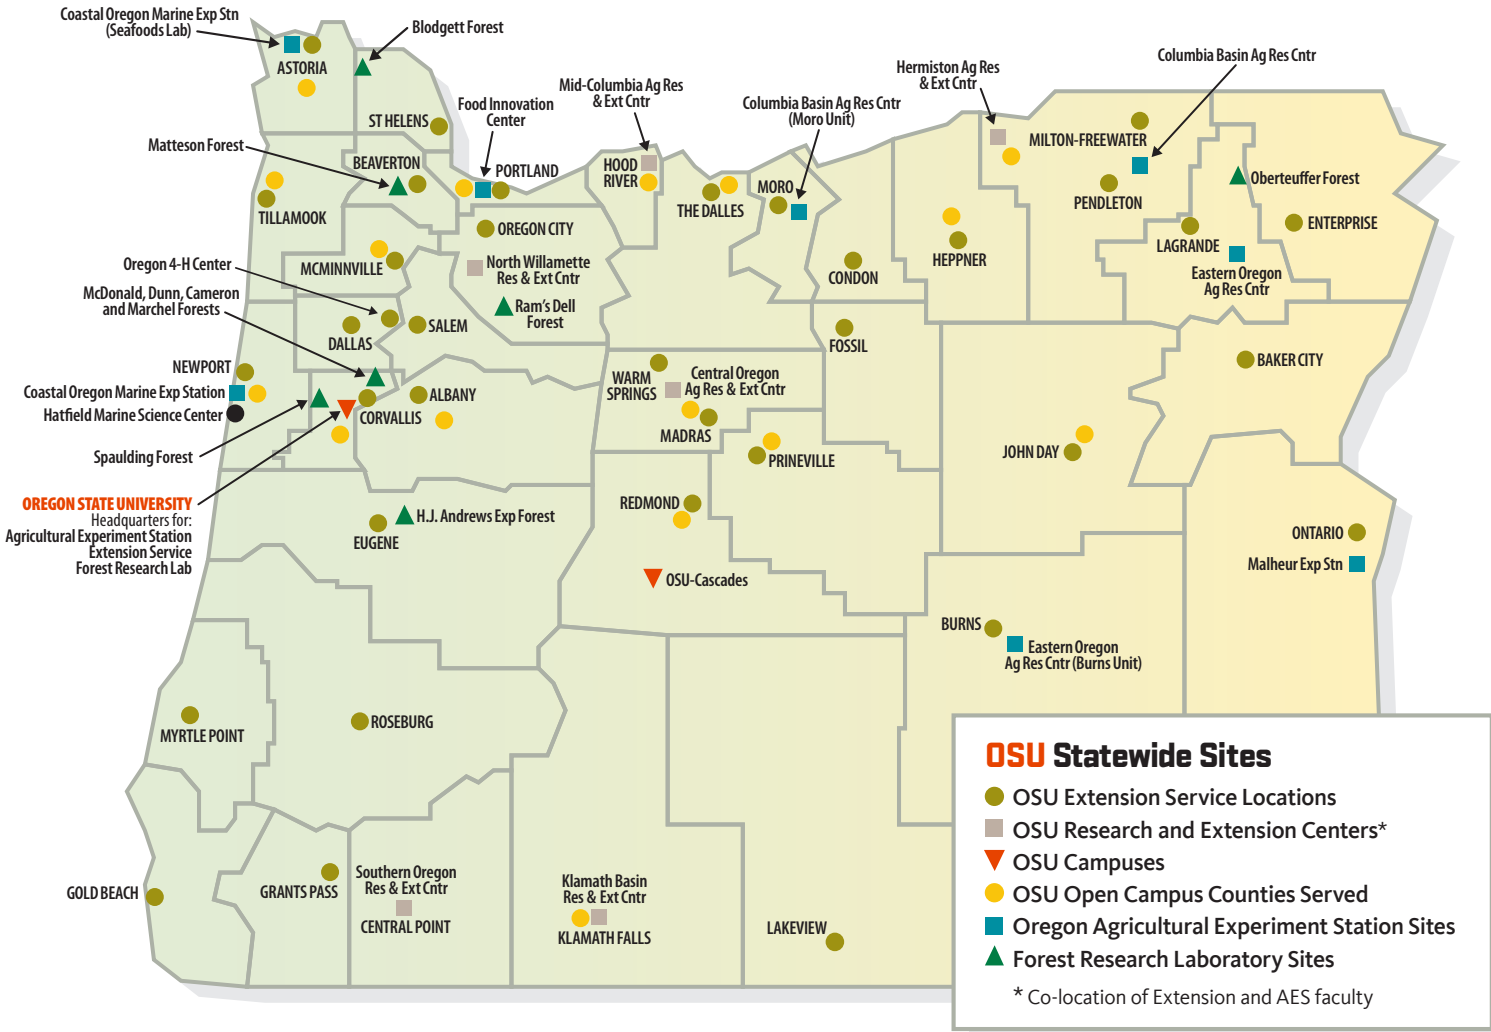 Coastal Oregon Marine Exp Stn
(Seafoods Lab)
Blodgett Forest
ASTORIA
ST HELENS
Matteson Forest
BEAVERTON
Food Innovation
Center
PORTLAND
Mid-Columbia Ag Res
& Ext Cntr
HOOD
RIVER
THE DALLES
Columbia Basin Ag Res Cntr
(Moro Unit)
MORO
Hermiston Ag Res
& Ext Cntr
Columbia Basin Ag Res Cntr
MILTON-FREEWATER
PENDLETON
Oberteuffer Forest
ENTERPRISE
LAGRANDE
Eastern Oregon
Ag Res Cntr
TILLAMOOK
OREGON CITY
MCMINNVILLE
North Willamette
Res & Ext Cntr
Ram's Dell
Forest
Oregon 4-H Center
McDonald, Dunn, Cameron
and Marchel Forests
DALLAS
SALEM
CONDON
HEPPNER
FOSSIL
BAKER CITY
NEWPORT
Coastal Oregon Marine Exp Station
Hatfield Marine Science Center
ALBANY
CORVALLIS
Spaulding Forest
WARM
SPRINGS
Central Oregon
Ag Res & Ext Cntr
MADRAS
PRINEVILLE
JOHN DAY
OREGON STATE UNIVERSITY
Headquarters for:
Agricultural Experiment Station
Extension Service
Forest Research Lab
EUGENE
H.J. Andrews Exp Forest
REDMOND
OSU-Cascades
ONTARIO
Malheur Exp Stn
BURNS
Eastern Oregon
Ag Res Cntr (Burns Unit)
MYRTLE POINT
ROSEBURG
GOLD BEACH
GRANTS PASS
Southern Oregon
Res & Ext Cntr
CENTRAL POINT
Klamath Basin
Res & Ext Cntr
KLAMATH FALLS
LAKEVIEW
OSU Statewide Sites
OSU Extension Service Locations
OSU Research and Extension Centers*
OSU Campuses
OSU Open Campus Counties Served
Oregon Agricultural Experiment Station Sites
Forest Research Laboratory Sites
* Co-location of Extension and AES faculty